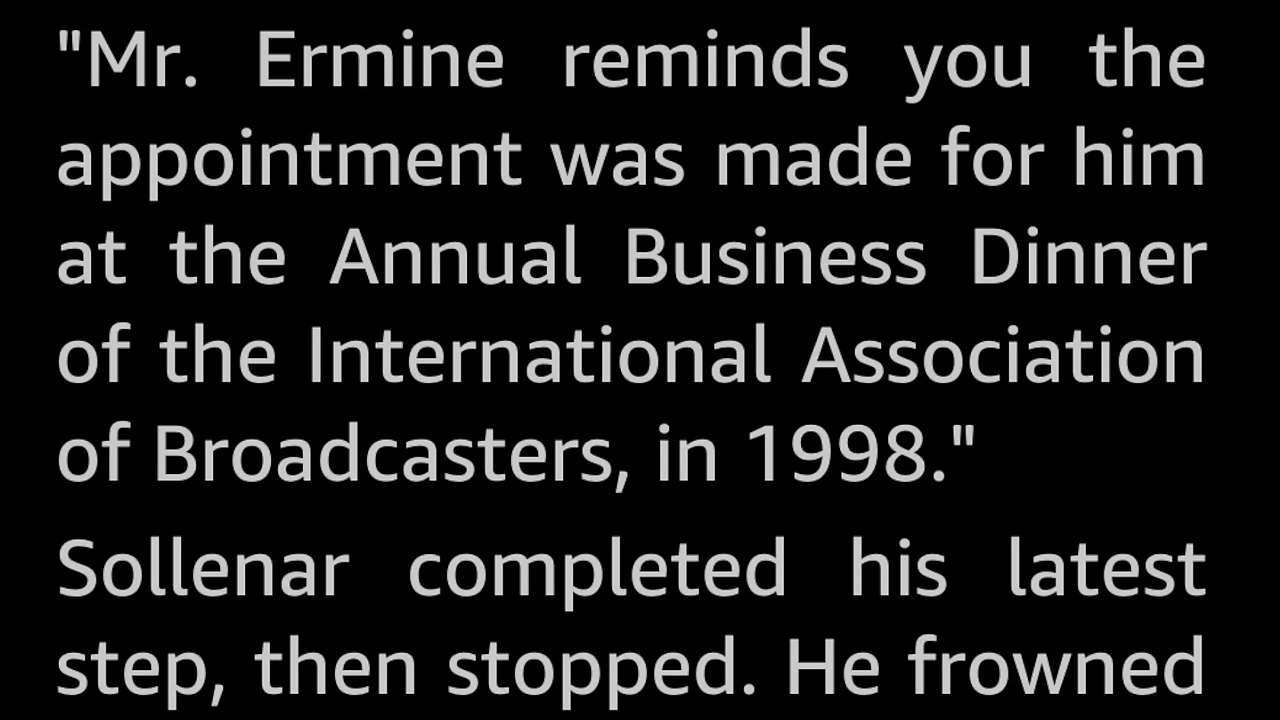 "Mr. Ermine reminds you the
appointment was made for him
at the Annual Business Dinner
of the International Association
of Broadcasters, in 1998."
Sollenar completed his latest
step, then stopped. He frowned